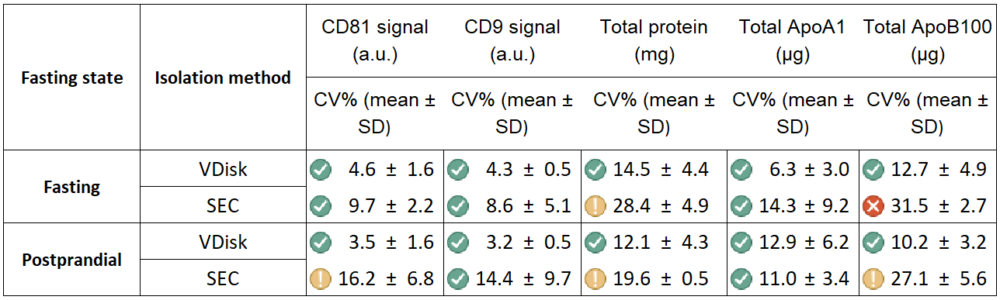 Fasting state
Isolation method
CD81 signal (a.u.)
CD9 signal (a.u.)
Total protein (mg)
Total ApoA1 (µg)
Total ApoB100 (µg)
CV% (mean ± SD)
CV% (mean ± SD)
CV% (mean ± SD)
CV% (mean ± SD)
CV% (mean ± SD)
Fasting
VDisk 4.6 ± 1.6 4.3 ± 0.5 14.5 ± 4.4 6.3 ± 3.0 12.7 ± 4.9
SEC 9.7 ± 2.2 8.6 ± 5.1 28.4 ± 4.9 14.3 ± 9.2 31.5 ± 2.7
Postprandial
VDisk 3.5 ± 1.6 3.2 ± 0.5 12.1 ± 4.3 12.9 ± 6.2 10.2 ± 3.2
SEC 16.2 ± 6.8 14.4 ± 9.7 19.6 ± 0.5 11.0 ± 3.4 27.1 ± 5.6